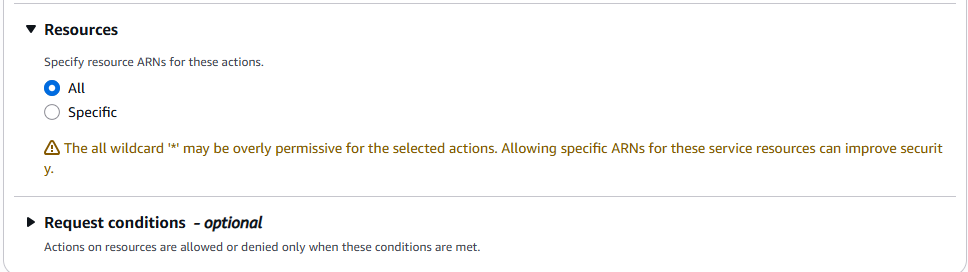 Resources
Specify resource ARNs for these actions.
All
Specific
The all wildcard '*' may be overly permissive for the selected actions. Allowing specific ARNs for these service resources can improve securit
y.
Request conditions - optional
Actions on resources are allowed or denied only when these conditions are met.